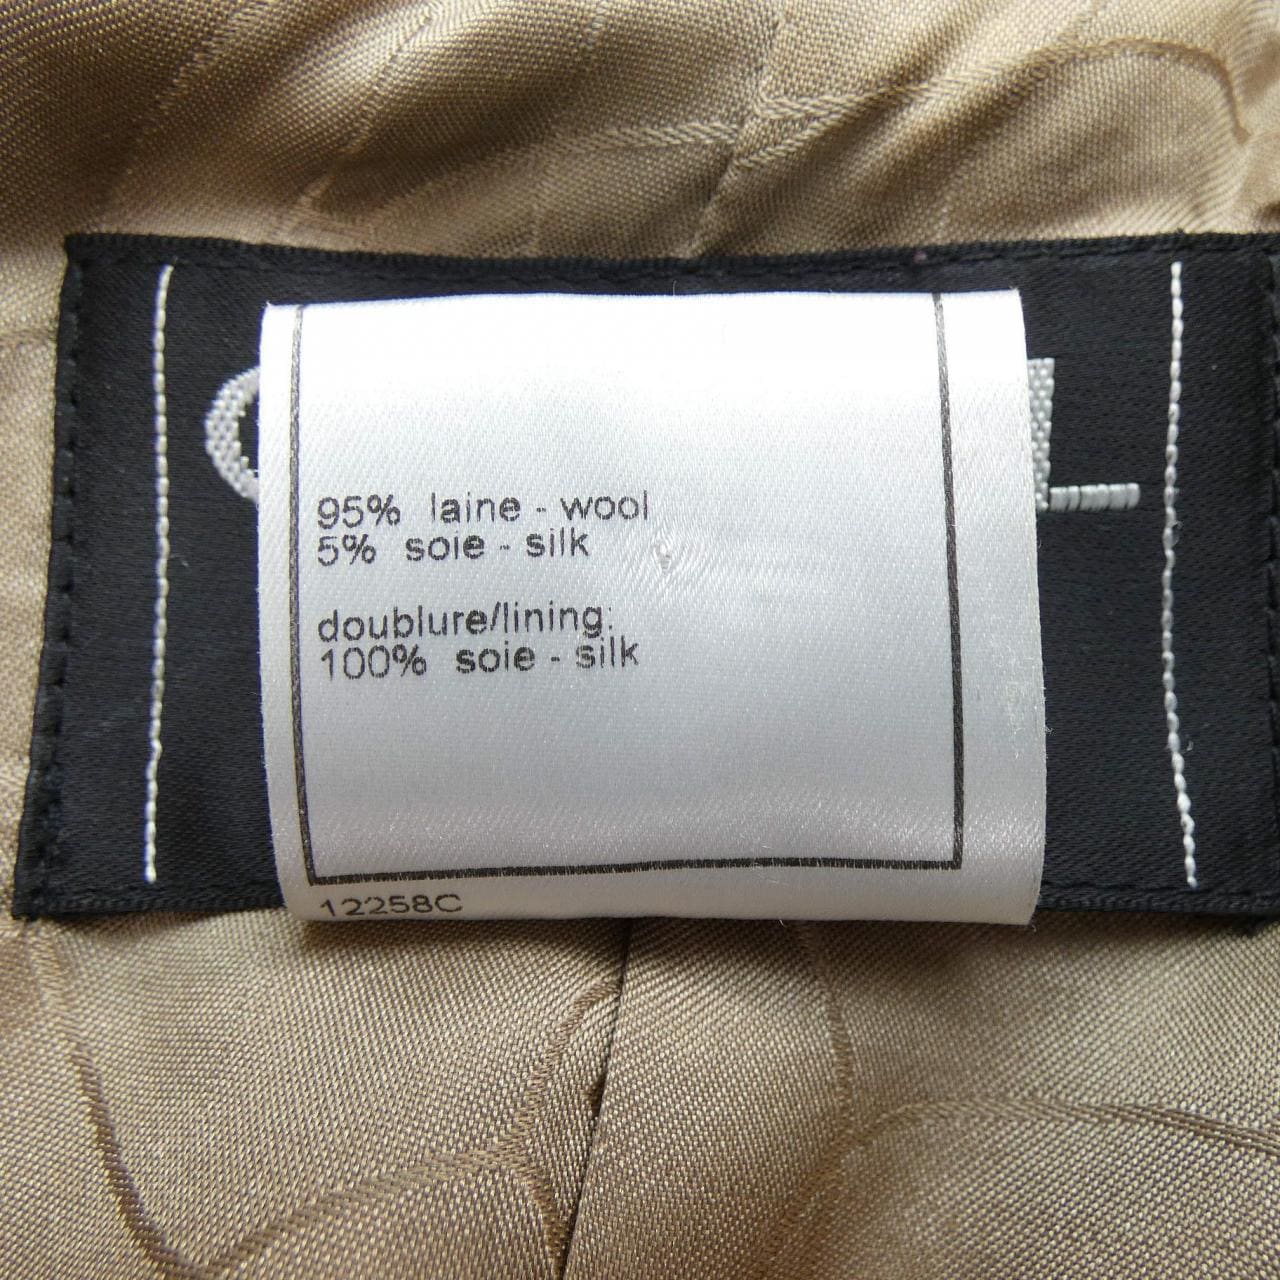 95% laine - wool
5% soie - silk
doublure/lining:
100% soie - silk
12258C